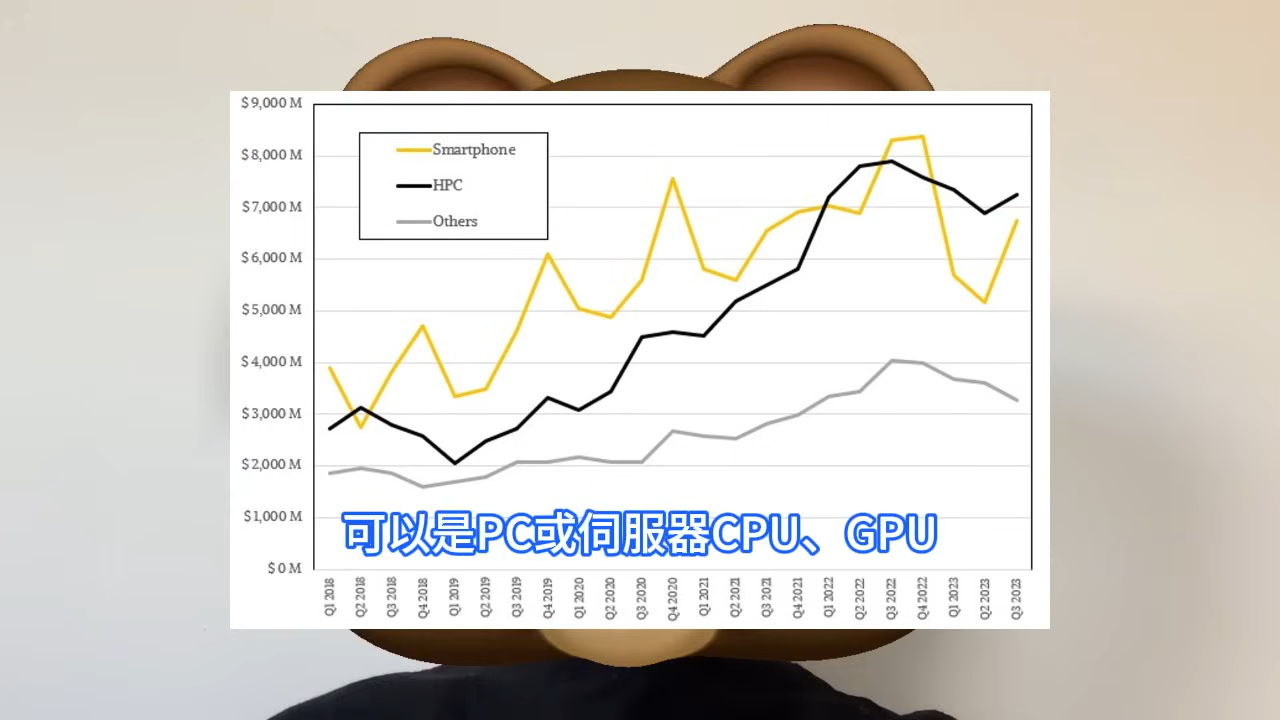 $ 9,000 M
$ 8,000 M
$ 7,000 M
$ 6,000 M
$ 5,000 M
$ 4,000 M
$ 3,000 M
$ 2,000 M
$ 1,000 M
$ 0 M
Smartphone
HPC
Others
可以是PC或伺服器CPU、GPU
Q1 2018
Q2 2018
Q3 2018
Q4 2018
Q1 2019
Q2 2019
Q3 2019
Q4 2019
Q1 2020
Q2 2020
Q3 2020
Q4 2020
Q1 2021
Q2 2021
Q3 2021
Q4 2021
Q1 2022
Q2 2022
Q3 2022
Q4 2022
Q1 2023
Q2 2023
Q3 2023